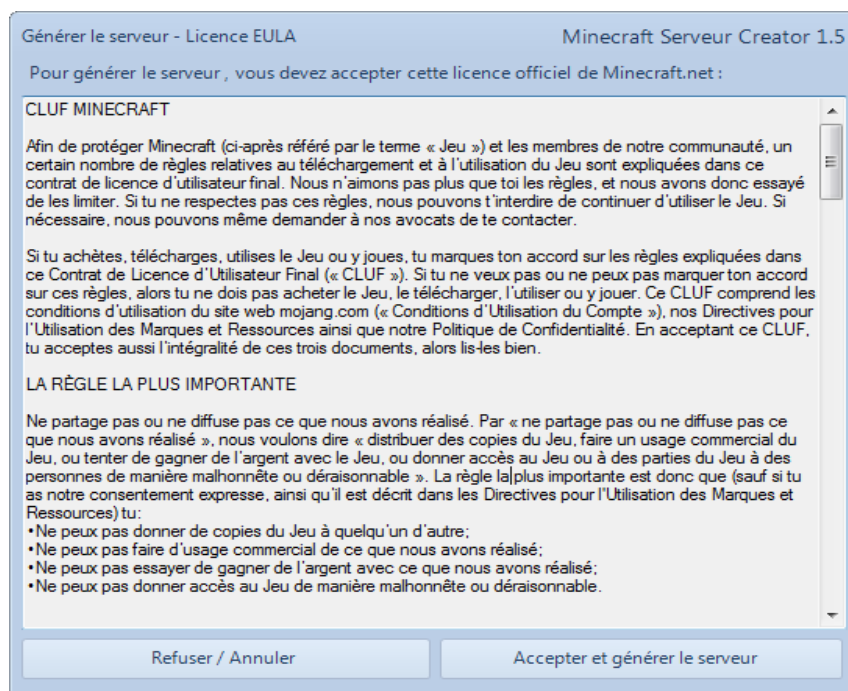 Générer le serveur - Licence EULA
Minecraft Serveur Creator 1.5
Pour générer le serveur , vous devez accepter cette licence officiel de Minecraft.net :
CLUF MINECRAFT
Afin de protéger Minecraft (ci-après référé par le terme « Jeu ») et les membres de notre communauté, un
certain nombre de règles relatives au téléchargement et à l'utilisation du Jeu sont expliquées dans ce
contrat de licence d'utilisateur final. Nous n'aimons pas plus que toi les règles, et nous avons donc essayé
de les limiter. Si tu ne respectes pas ces règles, nous pouvons t'interdire de continuer d'utiliser le Jeu. Si
nécessaire, nous pouvons même demander à nos avocats de te contacter.
Si tu achètes, télécharges, utilises le Jeu ou y joues, tu marques ton accord sur les règles expliquées dans
ce Contrat de Licence d'Utilisateur Final (« CLUF »). Si tu ne veux pas ou ne peux pas marquer ton accord
sur ces règles, alors tu ne dois pas acheter le Jeu, le télécharger, l'utiliser ou y jouer. Ce CLUF comprend les
conditions d'utilisation du site web mojang.com (« Conditions d'Utilisation du Compte »), nos Directives pour
l'Utilisation des Marques et Ressources ainsi que notre Politique de Confidentialité. En acceptant ce CLUF,
tu acceptes aussi l'intégralité de ces trois documents, alors lis-les bien.
LA RÈGLE LA PLUS IMPORTANTE
Ne partage pas ou ne diffuse pas ce que nous avons réalisé. Par « ne partage pas ou ne diffuse pas ce
que nous avons réalisé », nous voulons dire « distribuer des copies du Jeu, faire un usage commercial du
Jeu, ou tenter de gagner de l'argent avec le Jeu, ou donner accès au Jeu ou à des parties du Jeu à des
personnes de manière malhonnête ou déraisonnable ». La règle la plus importante est donc que (sauf si tu
as notre consentement expresse, ainsi qu'il est décrit dans les Directives pour l'Utilisation des Marques et
Ressources) tu:
•Ne peux pas donner de copies du Jeu à quelqu'un d'autre;
•Ne peux pas faire d'usage commercial de ce que nous avons réalisé;
•Ne peux pas essayer de gagner de l'argent avec ce que nous avons réalisé;
•Ne peux pas donner accès au Jeu de manière malhonnête ou déraisonnable.
Refuser / Annuler
Accepter et générer le serveur